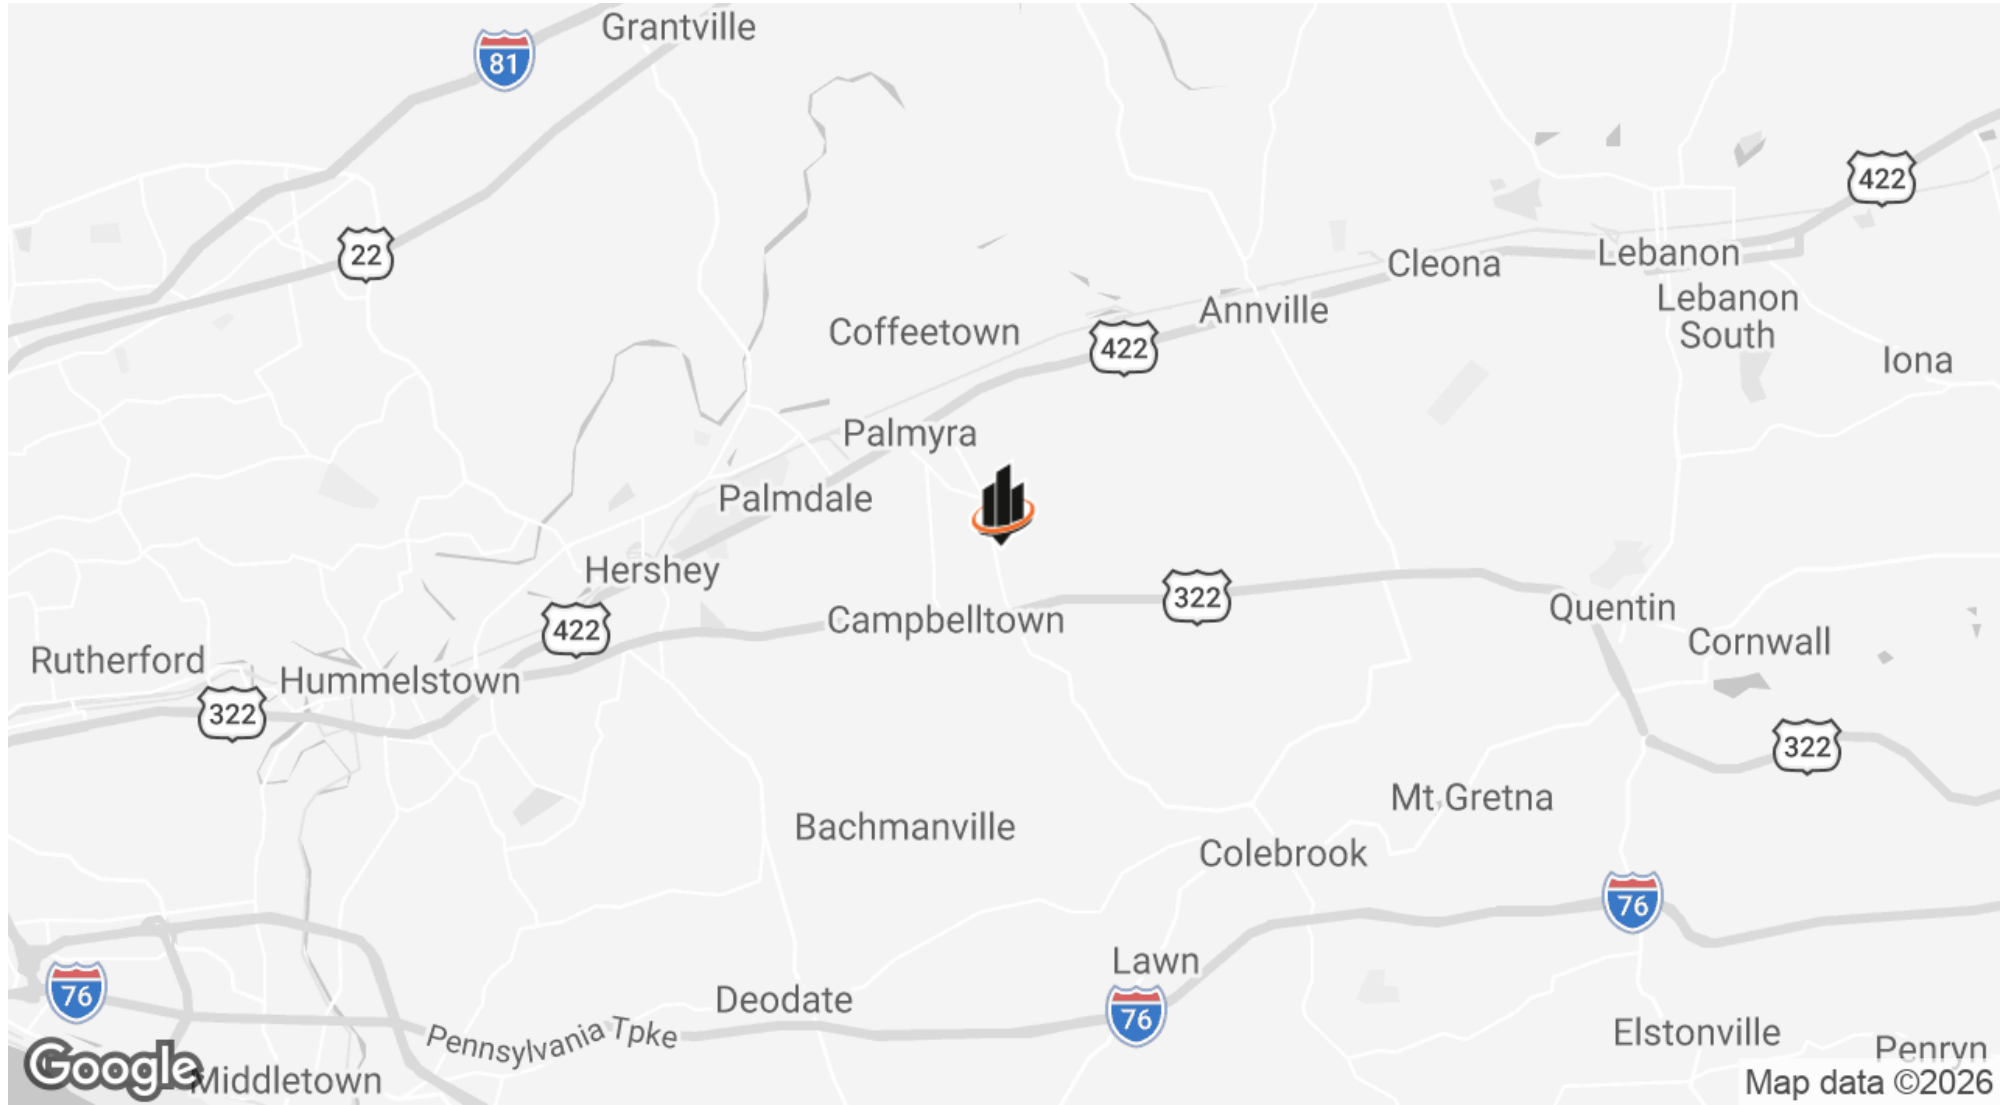 Grantville
81
422
22
Cleona
Lebanon
Lebanon
South
Annville
Coffeetown
422
Iona
Palmyra
Palmdale
Hershey
322
Quentin
Campbelltown
422
Cornwall
Rutherford
Hummelstown
322
322
Mt Gretna
Bachmanville
Colebrook
76
Lawn
76
Deodate
76
Pennsylvania Tpke
Elstonville
Penryn
Google
Middletown
Map data ©2026